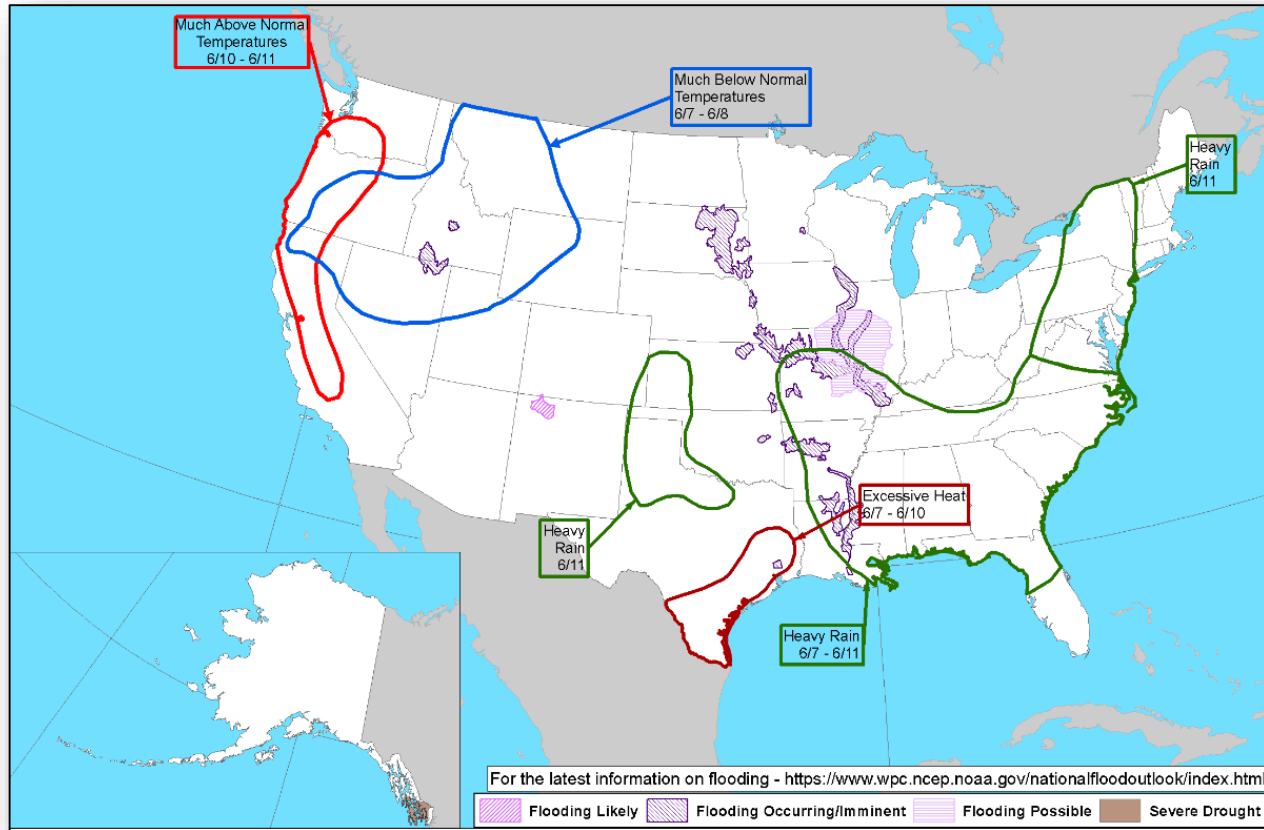 Much Above Normal
Temperatures
6/10 - 6/11
Much Below Normal
Temperatures
6/7 - 6/8
Heavy
Rain
6/11
Excessive Heat
6/7 - 6/10
Heavy
Rain
6/11
Heavy Rain
6/7 - 6/11
For the latest information on flooding - https://www.wpc.ncep.noaa.gov/nationalfloodoutlook/index.html
Flooding Likely
Flooding Occurring/Imminent
Flooding Possible
Severe Drought